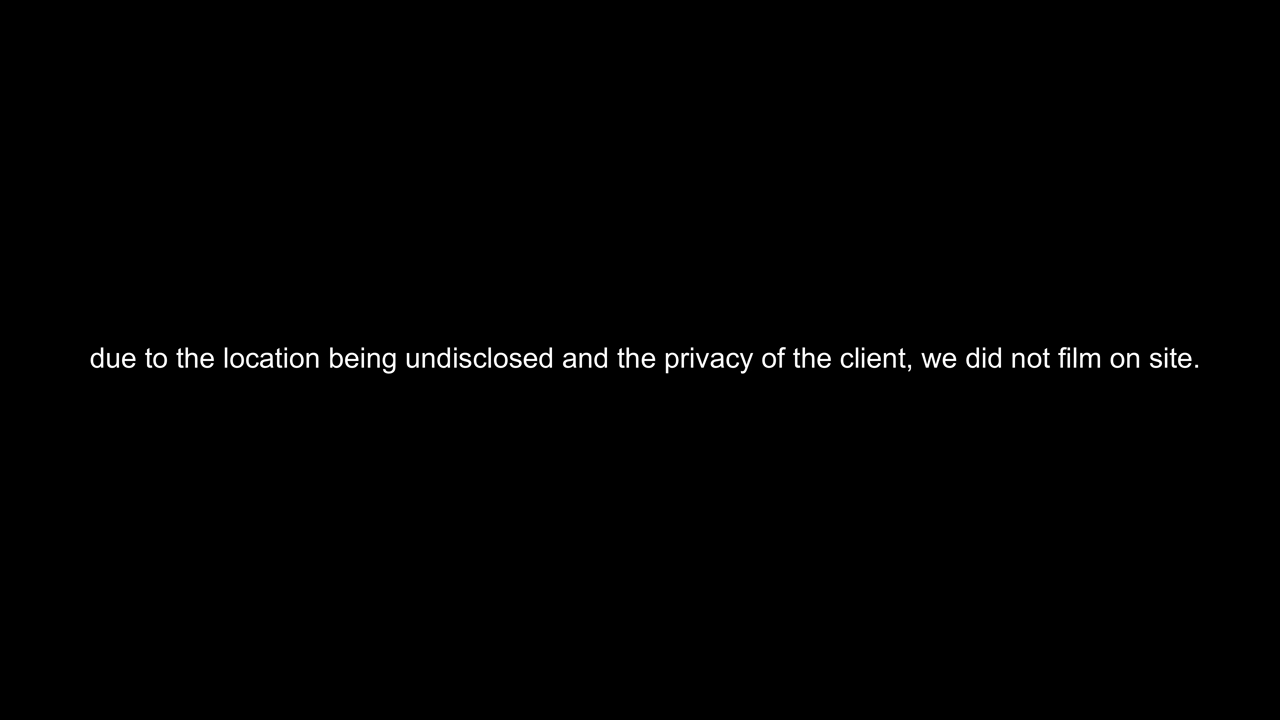 due to the location being undisclosed and the privacy of the client, we did not film on site.